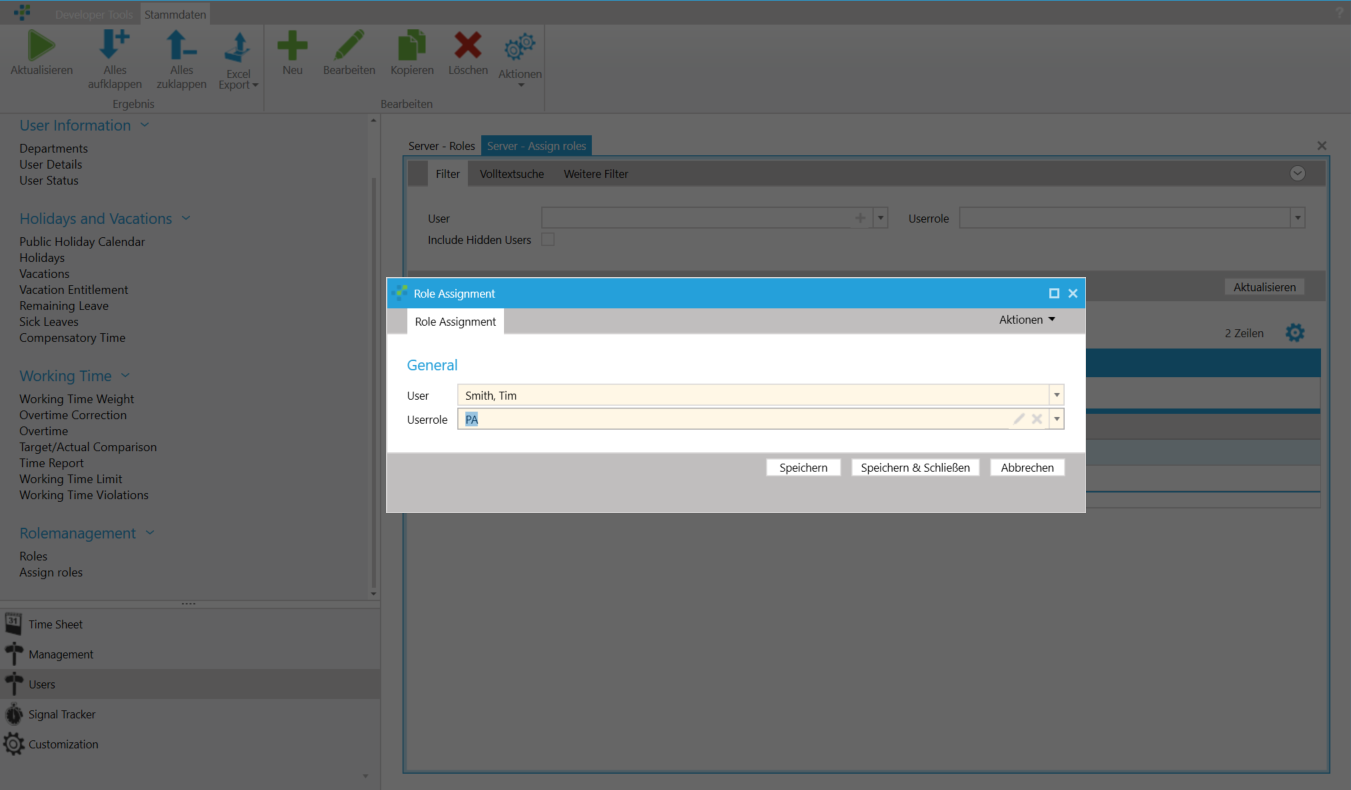 Developer Tools Stammdaten ?
Aktualisieren
Alles aufklappen
Alles zuklappen
Excel Export
Neu
Bearbeiten
Kopieren
Löschen
Aktionen
Ergebnis
Bearbeiten
User Information
Departments
User Details
User Status
Holidays and Vacations
Public Holiday Calendar
Holidays
Vacations
Vacation Entitlement
Remaining Leave
Sick Leaves
Compensatory Time
Working Time
Working Time Weight
Overtime Correction
Overtime
Target/Actual Comparison
Time Report
Working Time Limit
Working Time Violations
Rolemanagement
Roles
Assign roles
31 Time Sheet
Management
Users
Signal Tracker
Customization
Server - Roles Server - Assign roles
Filter Volltextsuche Weitere Filter
User Userrole
Include Hidden Users
Aktualisieren
2 Zeilen
Role Assignment
Role Assignment Aktionen
General
User Smith, Tim
Userrole PA
Speichern Speichern & Schließen Abbrechen